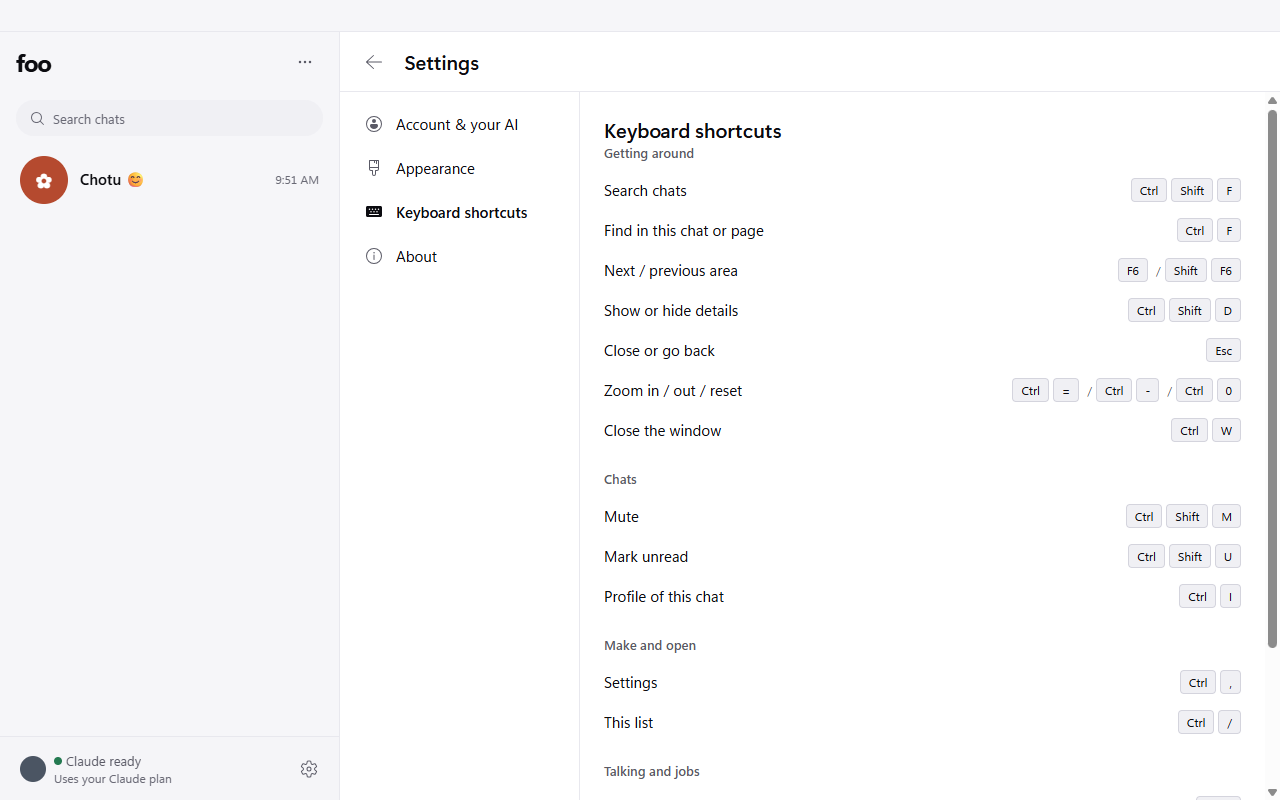 foo
Search chats
Chotu 😊
9:51 AM
Claude ready
Uses your Claude plan
Settings
Account & your AI
Appearance
Keyboard shortcuts
About
Keyboard shortcuts
Getting around
Search chats Ctrl Shift F
Find in this chat or page Ctrl F
Next / previous area F6 / Shift F6
Show or hide details Ctrl Shift D
Close or go back Esc
Zoom in / out / reset Ctrl = / Ctrl - / Ctrl 0
Close the window Ctrl W
Chats
Mute Ctrl Shift M
Mark unread Ctrl Shift U
Profile of this chat Ctrl I
Make and open
Settings Ctrl ,
This list Ctrl /
Talking and jobs